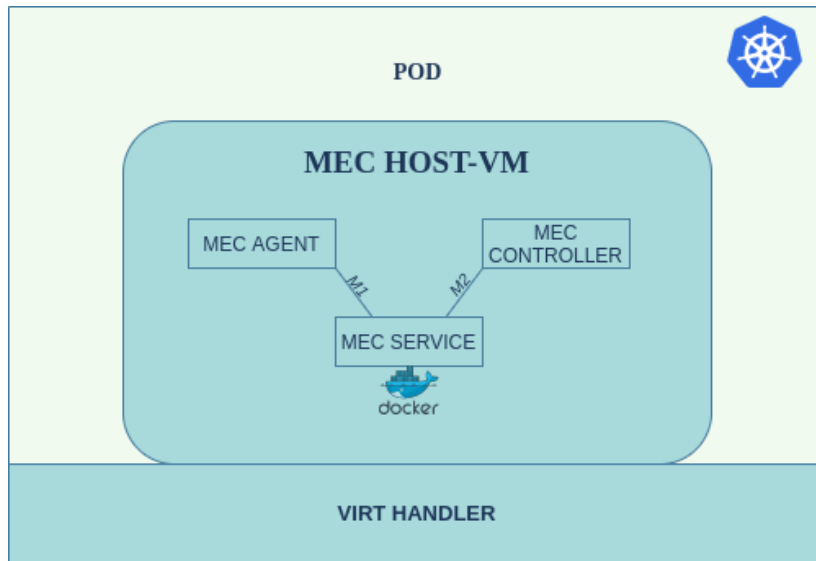 POD
MEC HOST-VM
MEC AGENT
MEC
CONTROLLER
M1
M2
MEC SERVICE
docker
VIRT HANDLER